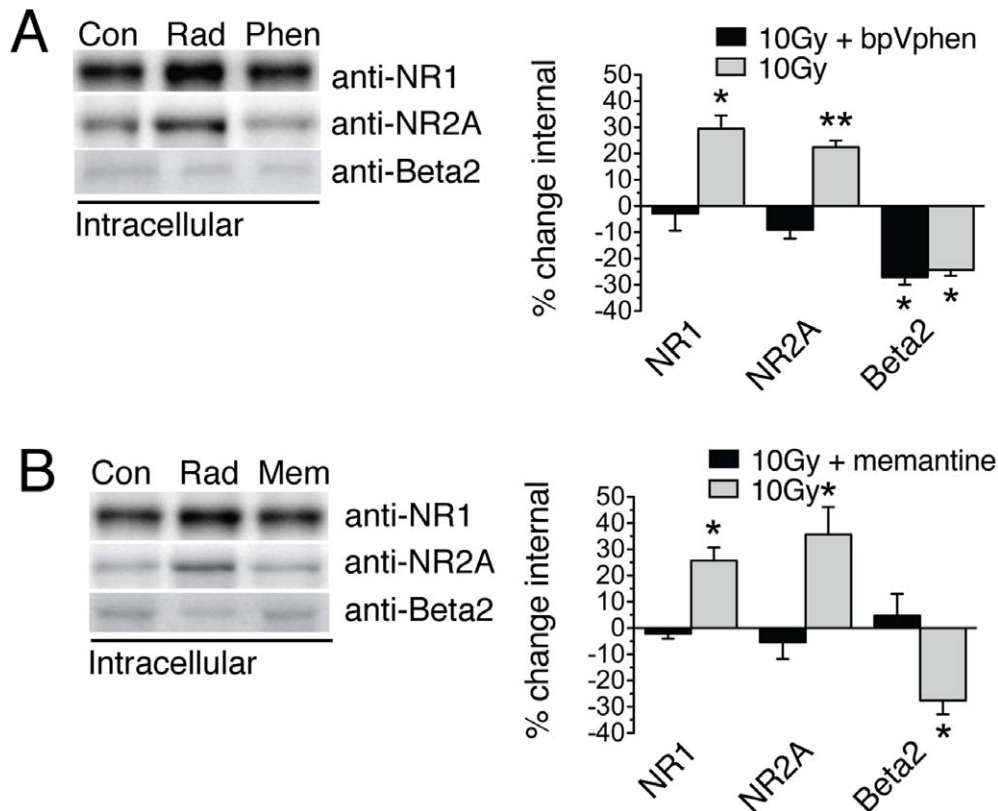 A
Con Rad Phen
anti-NR1
anti-NR2A
anti-Beta2
Intracellular
10Gy + bpVphen
10Gy
% change internal
50
40
30
20
10
0
-10
-20
-30
-40
*
**
*
*
NR1
NR2A
Beta2
B
Con Rad Mem
anti-NR1
anti-NR2A
anti-Beta2
Intracellular
10Gy + memantine
10Gy
% change internal
50
40
30
20
10
0
-10
-20
-30
-40
*
*
*
NR1
NR2A
Beta2